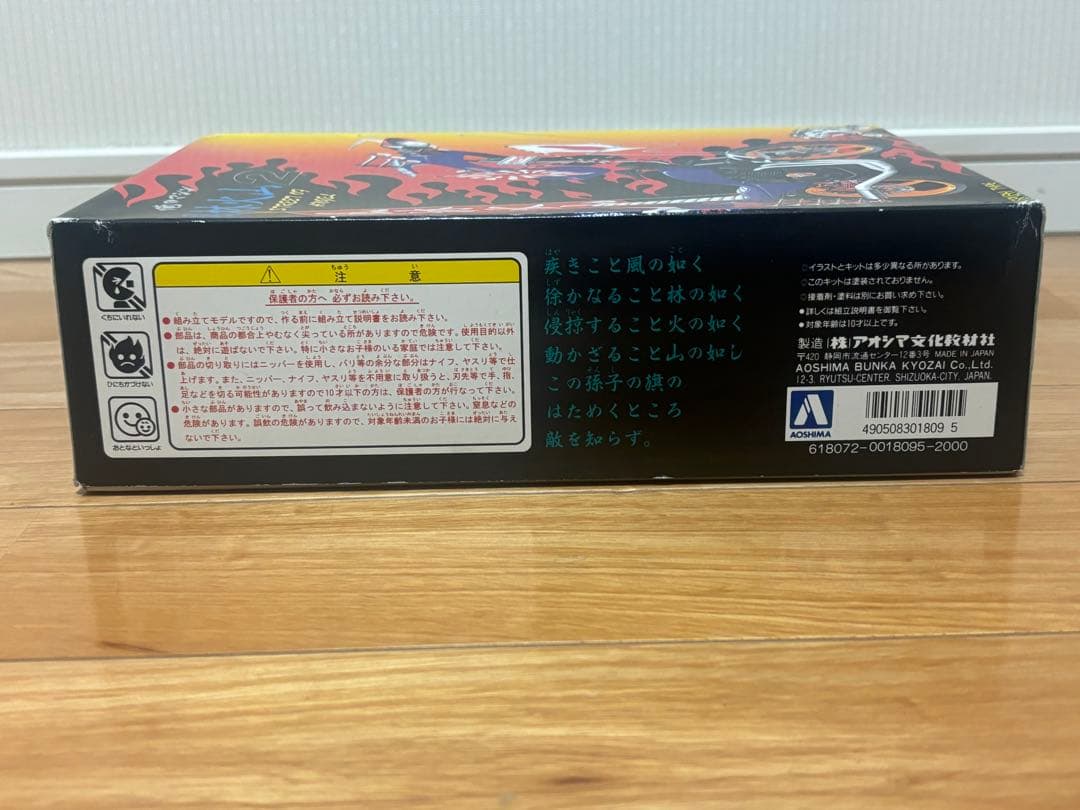 注意
保護者の方へ 必ずお読み下さい。
●組み立てモデルですので、作る前に組み立て説明書をお読み下さい。
●部品は、商品の都合上やむなく尖っている所がありますので危険です。使用目的以外
は、絶対に遊ばないで下さい。特に小さなお子様のいる家庭では注意して下さい。
●部品の切り取りにはニッパーを使用し、バリ等の余分な部分はナイフ、ヤスリ等で仕
上げます。また、ニッパー、ナイフ、ヤスリ等を不用意に取り扱うと、刃先等で手、指、
足などを切る可能性がありますので10才以下の方は、保護者の方が行なって下さい。
●小さな部品がありますので、誤って飲み込まないように注意して下さい。窒息などの
危険があります。誤飲の危険がありますので、対象年齢未満のお子様には絶対に与え
ないで下さい。
くちにいれない
ひにちかづけない
おとなといっしょ
疾きこと風の如く
徐かなること林の如く
侵掠すること火の如く
動かざること山の如し
この孫子の旗の
はためくところ
敵を知らず。
○イラストとキットは多少異なる所があります。
○このキットは塗装されておりません。
○接着剤・塗料は別にお買い求め下さい。
●詳しくは組立説明書を御覧下さい。
●対象年齢は10才以上です。
製造 (株)アオシマ文化教材社
〒420 静岡市流通センター12番3号 MADE IN JAPAN
AOSHIMA BUNKA KYOZAI Co.,Ltd.
12-3, RYUTSU-CENTER, SHIZUOKA-CITY, JAPAN.
AOSHIMA
490508301809 5
618072-0018095-2000